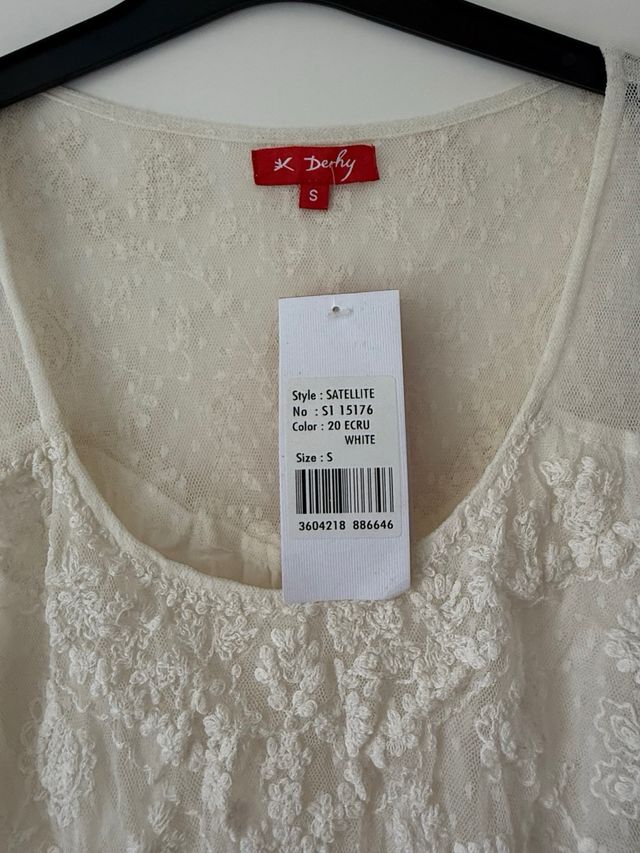 Derhy
S
Style : SATELLITE
No : S1 15176
Color : 20 ECRU
WHITE
Size : S
3604218 886646